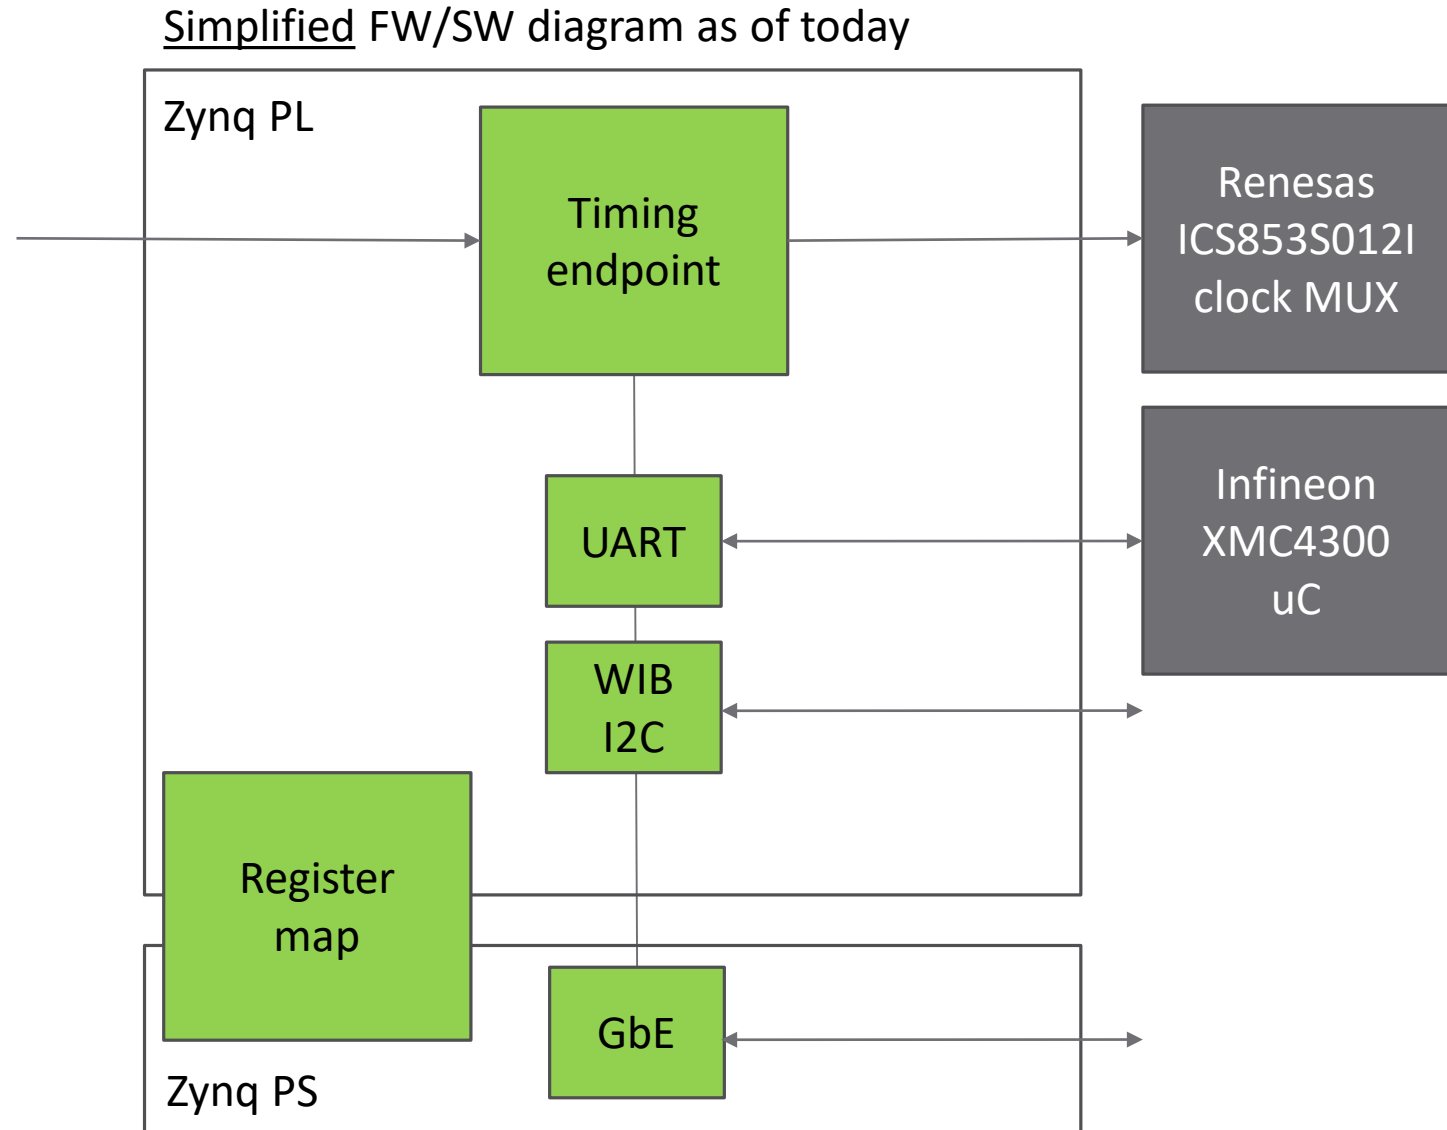 Simplified FW/SW diagram as of today
Zynq PL
Timing
endpoint
Renesas
ICS853S012I
clock MUX
UART
Infineon
XMC4300
uC
WIB
I2C
Register
map
GbE
Zynq PS